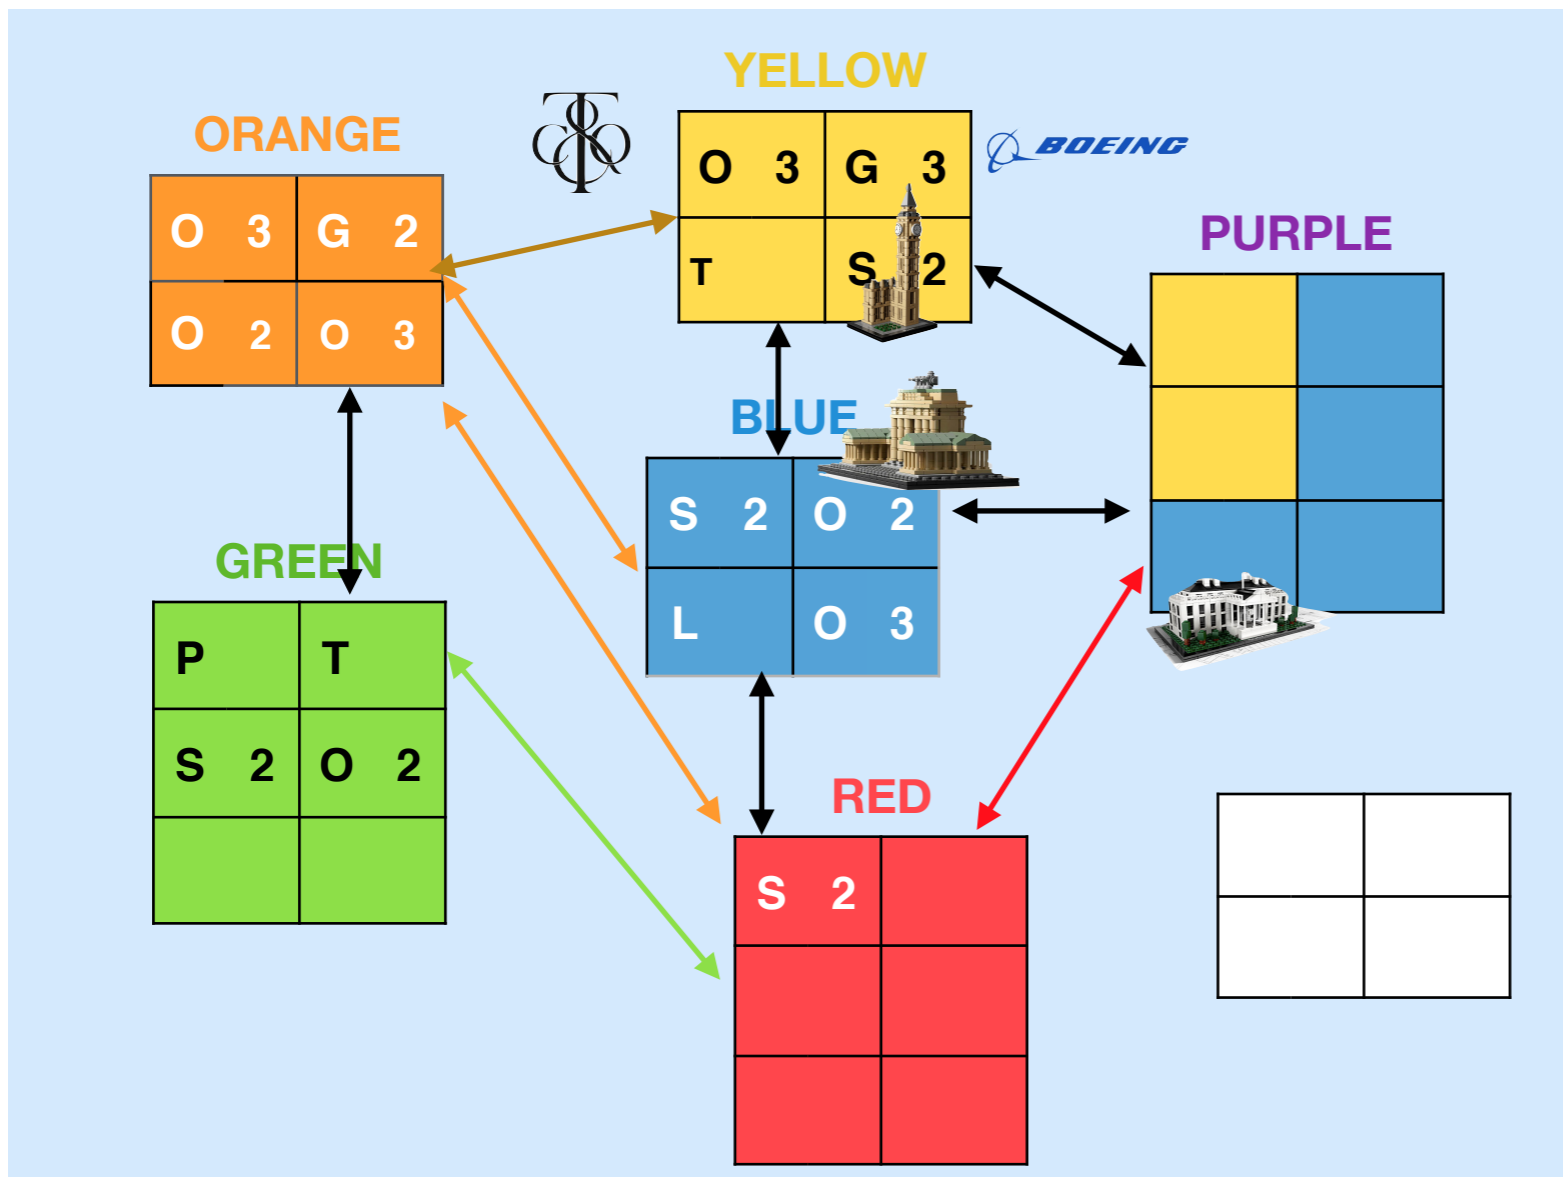 YELLOW
ORANGE
T&CO
BOEING
O 3 G 3
T S 2
O 3 G 2
O 2 O 3
PURPLE
BLUE
S 2 O 2
L O 3
GREEN
P T
S 2 O 2
RED
S 2